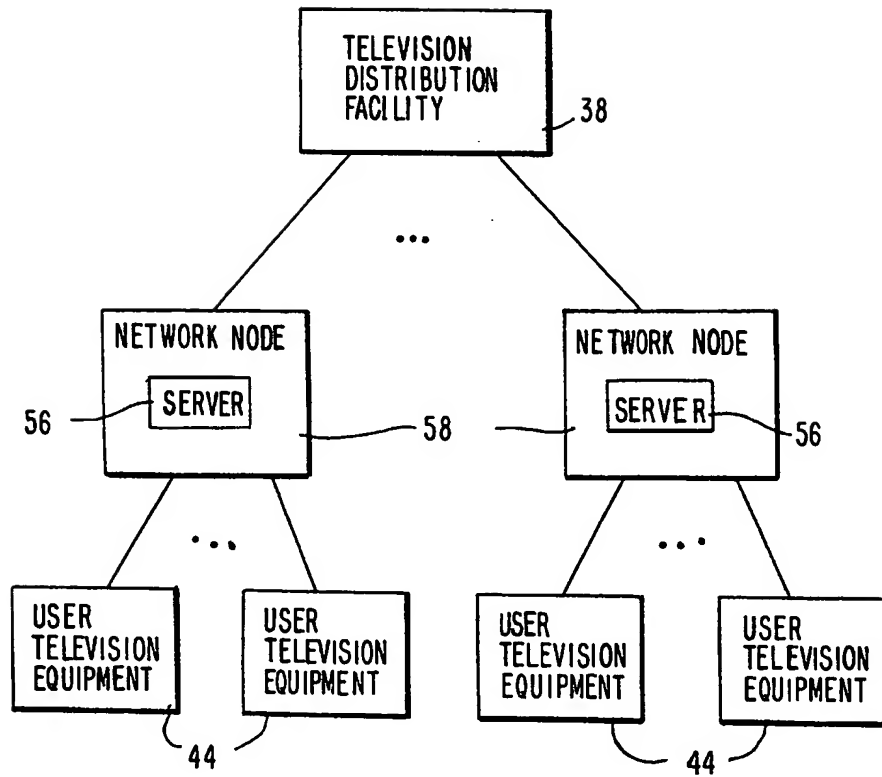 TELEVISION
DISTRIBUTION
FACILITY
38
...
NETWORK NODE
NETWORK NODE
56
SERVER
58
SERVER
56
...
...
USER
TELEVISION
EQUIPMENT
USER
TELEVISION
EQUIPMENT
USER
TELEVISION
EQUIPMENT
USER
TELEVISION
EQUIPMENT
44
44